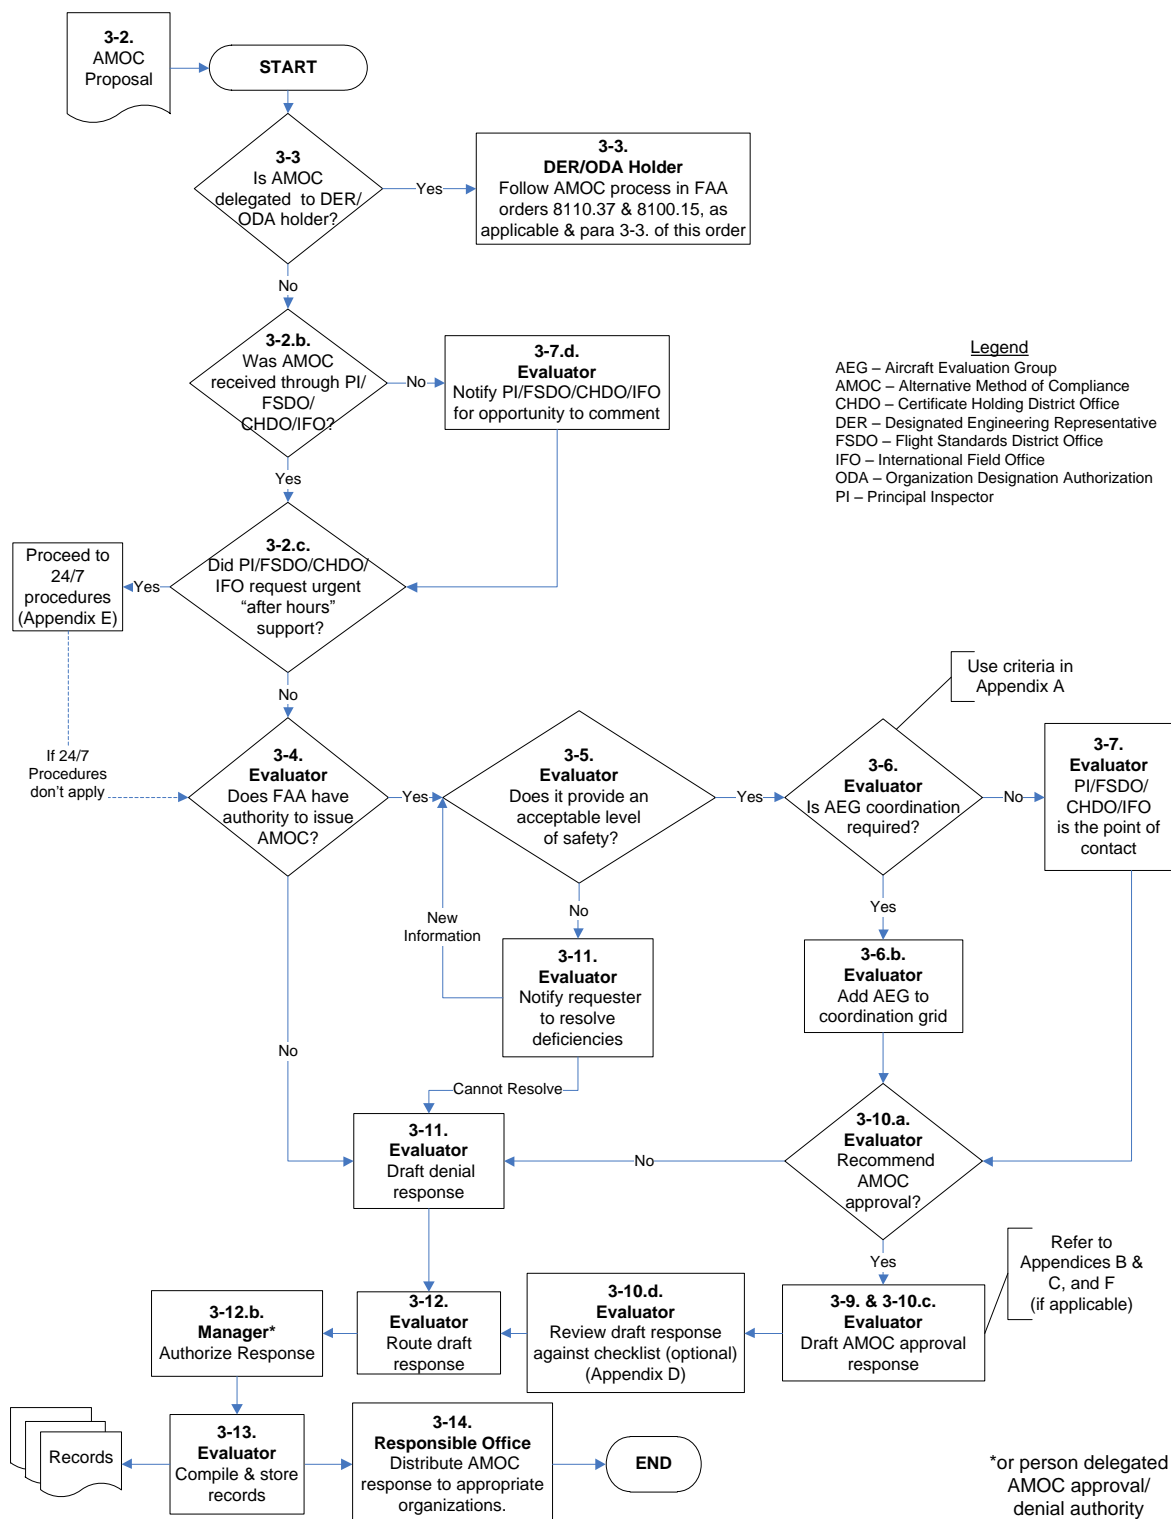 3-2.
AMOC
Proposal
START
3-3
Is AMOC
delegated to DER/
ODA holder?
Yes
3-3.
DER/ODA Holder
Follow AMOC process in FAA
orders 8110.37 & 8100.15, as
applicable & para 3-3. of this order
No
3-2.b.
Was AMOC
received through PI/
FSDO/
CHDO/IFO?
No
3-7.d.
Evaluator
Notify PI/FSDO/CHDO/IFO
for opportunity to comment
Legend
AEG – Aircraft Evaluation Group
AMOC – Alternative Method of Compliance
CHDO – Certificate Holding District Office
DER – Designated Engineering Representative
FSDO – Flight Standards District Office
IFO – International Field Office
ODA – Organization Designation Authorization
PI – Principal Inspector
Yes
3-2.c.
Did PI/FSDO/CHDO/
IFO request urgent
“after hours”
support?
Yes
Proceed to
24/7
procedures
(Appendix E)
If 24/7
Procedures
don’t apply
No
3-4.
Evaluator
Does FAA have
authority to issue
AMOC?
Yes
3-5.
Evaluator
Does it provide an
acceptable level
of safety?
Yes
3-6.
Evaluator
Is AEG coordination
required?
Use criteria in
Appendix A
No
3-7.
Evaluator
PI/FSDO/
CHDO/IFO
is the point of
contact
No
New
Information
3-11.
Evaluator
Notify requester
to resolve
deficiencies
Yes
3-6.b.
Evaluator
Add AEG to
coordination grid
No
Cannot Resolve
3-11.
Evaluator
Draft denial
response
No
3-10.a.
Evaluator
Recommend
AMOC
approval?
Yes
Refer to
Appendices B &
C, and F
(if applicable)
3-9. & 3-10.c.
Evaluator
Draft AMOC approval
response
3-10.d.
Evaluator
Review draft response
against checklist (optional)
(Appendix D)
3-12.
Evaluator
Route draft
response
3-12.b.
Manager*
Authorize Response
Records
3-13.
Evaluator
Compile & store
records
3-14.
Responsible Office
Distribute AMOC
response to appropriate
organizations.
END
*or person delegated
AMOC approval/
denial authority